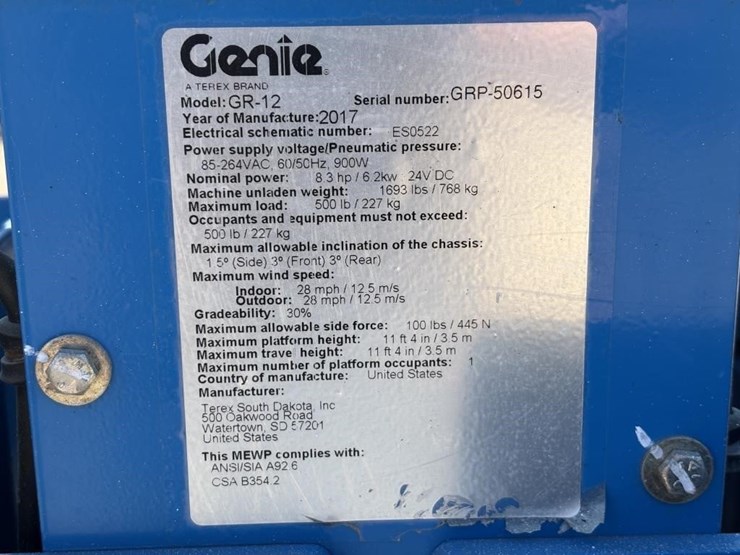 Genie
A TEREX BRAND
Model: GR-12 Serial number: GRP-50615
Year of Manufacture: 2017
Electrical schematic number: ES0522
Power supply voltage/Pneumatic pressure:
85-264VAC, 60/50Hz, 900W
Nominal power: 8.3 hp / 6.2kw 24V DC
Machine unladen weight: 1693 lbs / 768 kg
Maximum load: 500 lb / 227 kg
Occupants and equipment must not exceed:
500 lb / 227 kg
Maximum allowable inclination of the chassis:
1.5° (Side) 3° (Front) 3° (Rear)
Maximum wind speed:
Indoor: 28 mph / 12.5 m/s
Outdoor: 28 mph / 12.5 m/s
Gradeability: 30%
Maximum allowable side force: 100 lbs / 445 N
Maximum platform height: 11 ft 4 in / 3.5 m
Maximum travel height: 11 ft 4 in / 3.5 m
Maximum number of platform occupants: 1
Country of manufacture: United States
Manufacturer:
Terex South Dakota, Inc
500 Oakwood Road
Watertown, SD 57201
United States
This MEWP complies with:
ANSI/SIA A92.6
CSA B354.2